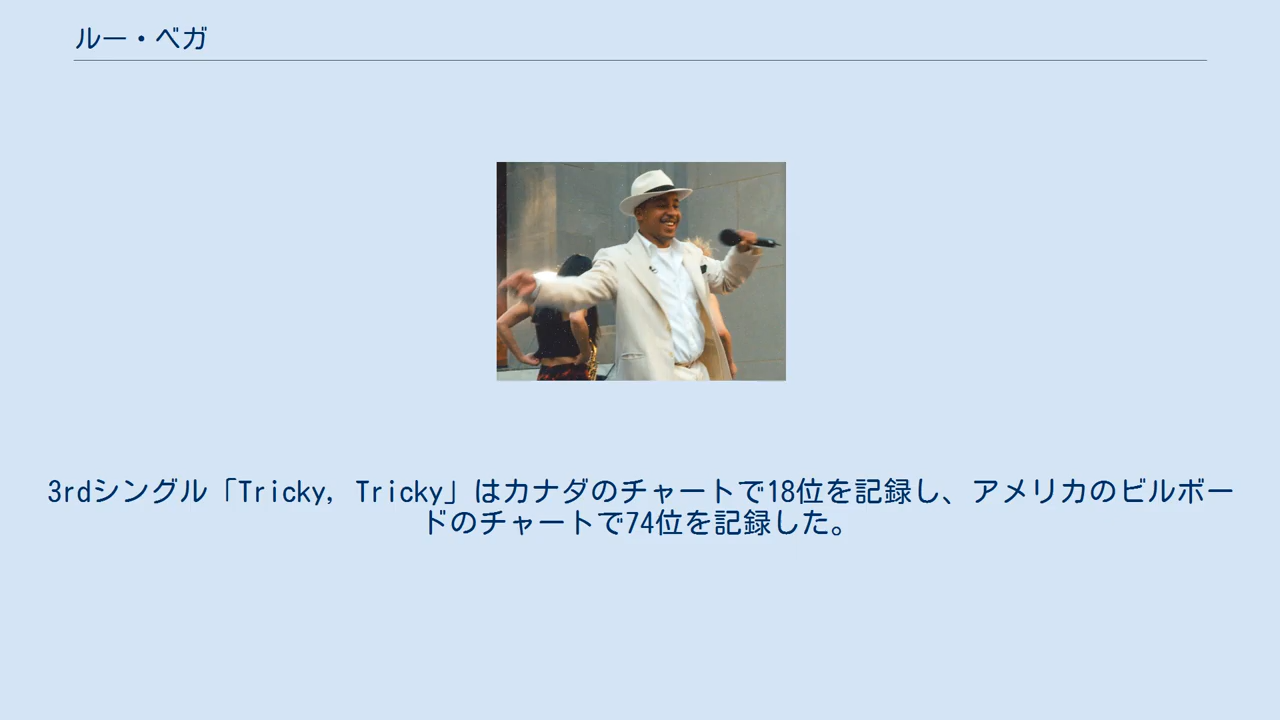 ルー・ベガ
3rdシングル「Tricky, Tricky」はカナダのチャートで18位を記録し、アメリカのビルボー
ドのチャートで74位を記録した。